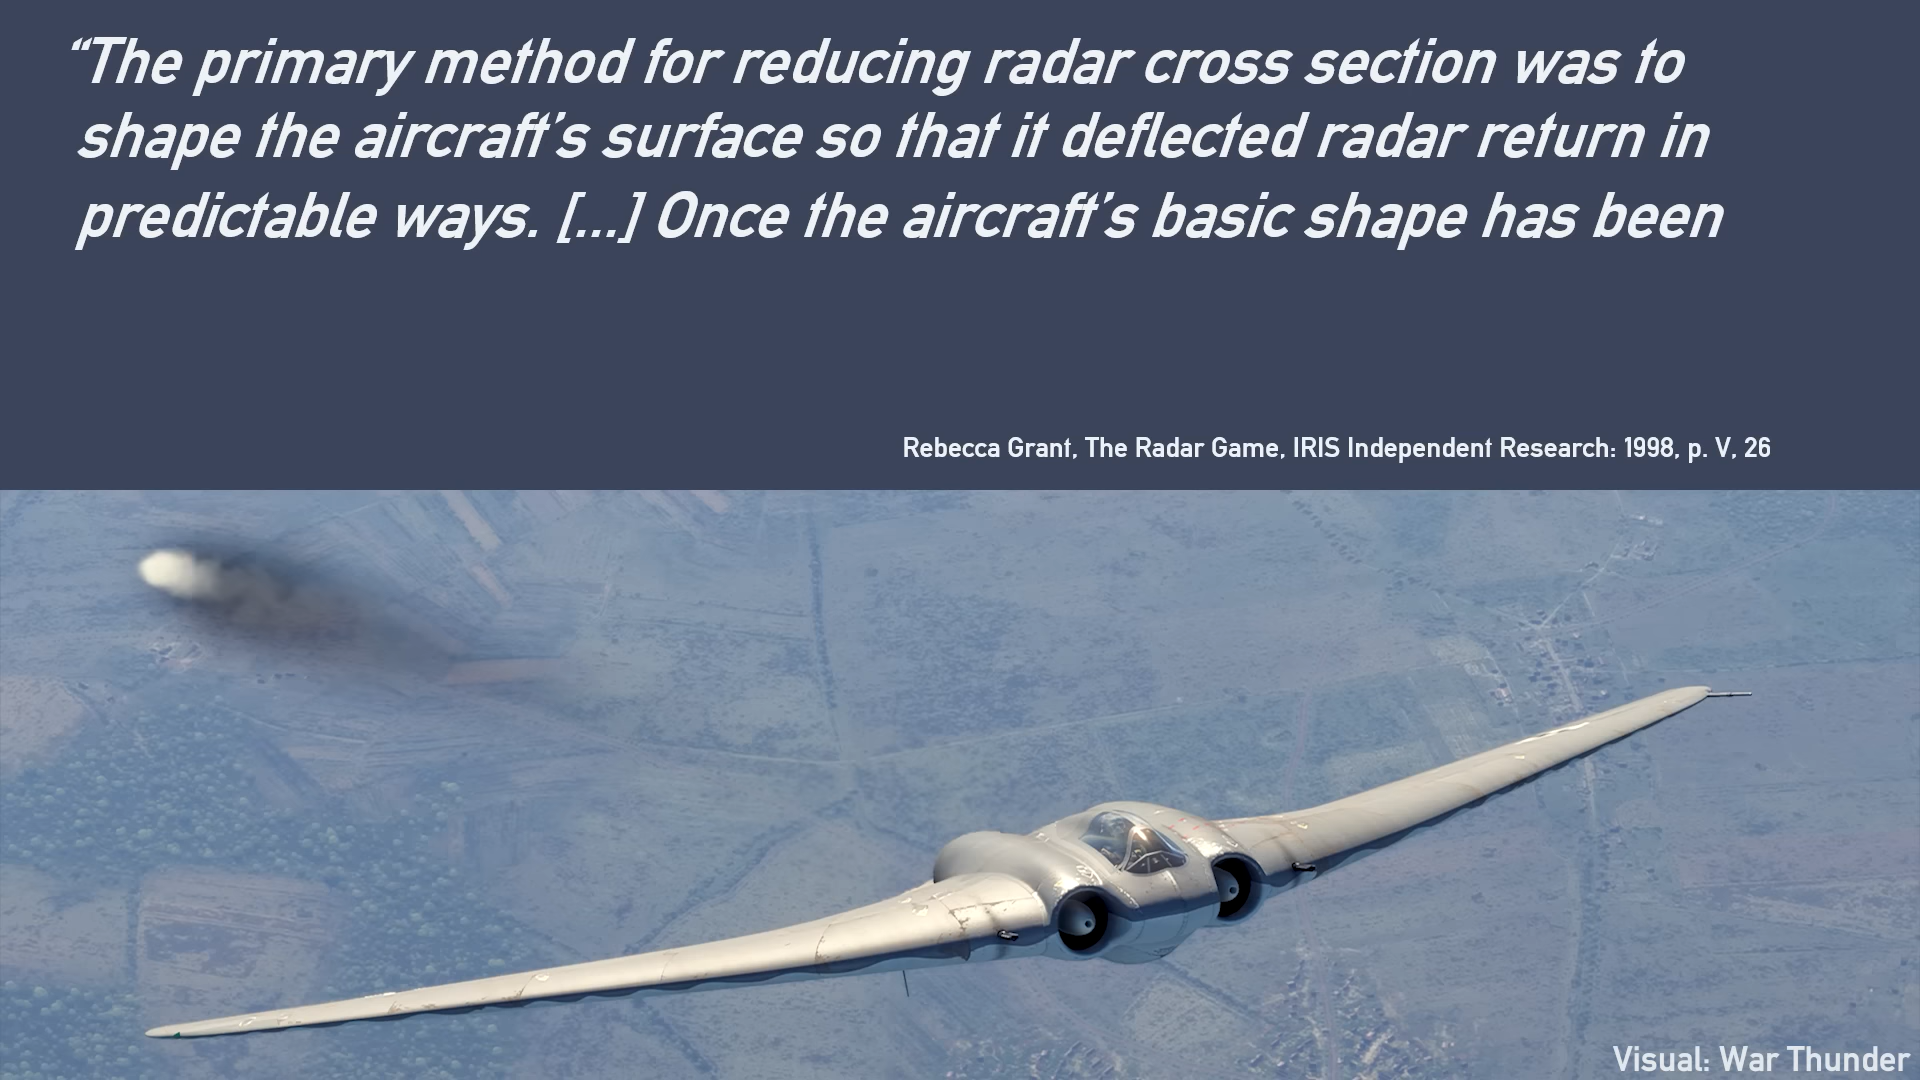 “The primary method for reducing radar cross section was to
shape the aircraft’s surface so that it deflected radar return in
predictable ways. [...] Once the aircraft’s basic shape has been
Rebecca Grant, The Radar Game, IRIS Independent Research: 1998, p. V, 26
Visual: War Thunder